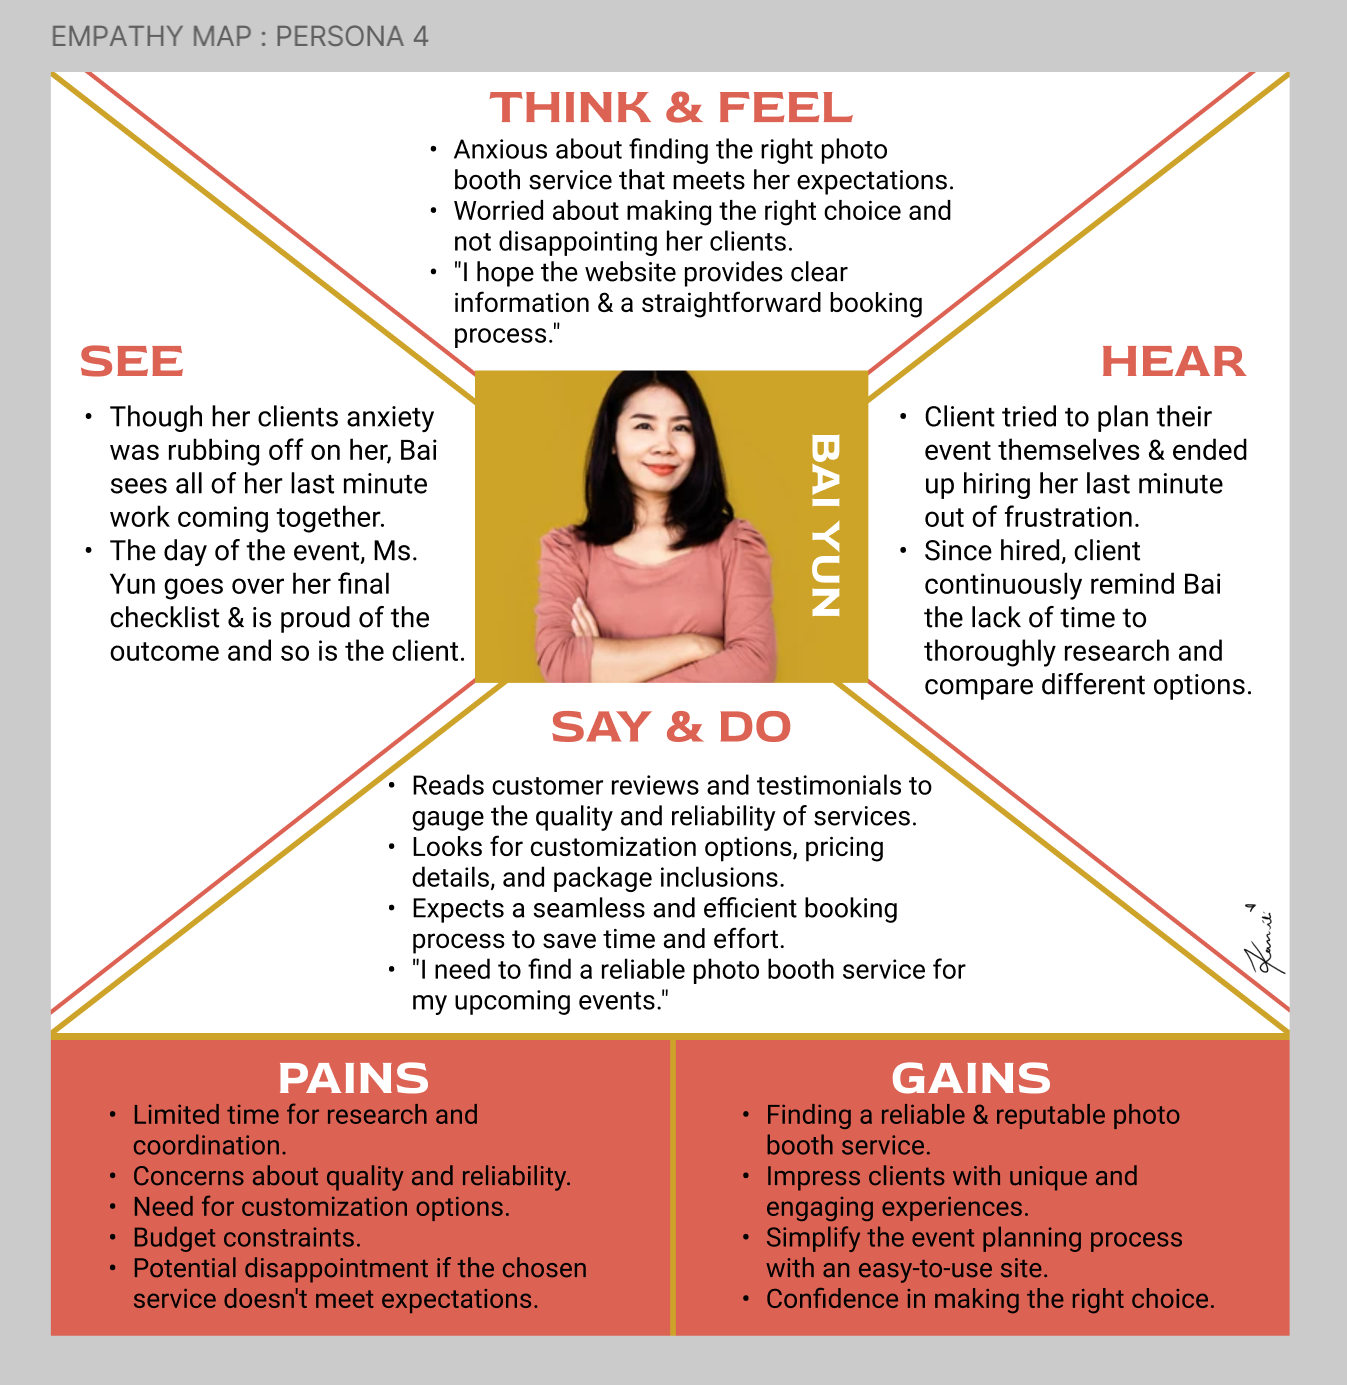 EMPATHY MAP : PERSONA 4
THINK & FEEL
• Anxious about finding the right photo
booth service that meets her expectations.
• Worried about making the right choice and
not disappointing her clients.
• "I hope the website provides clear
information & a straightforward booking
process."
SEE
• Though her clients anxiety
was rubbing off on her, Bai
sees all of her last minute
work coming together.
• The day of the event, Ms.
Yun goes over her final
checklist & is proud of the
outcome and so is the client.
BAI YUN
HEAR
• Client tried to plan their
event themselves & ended
up hiring her last minute
out of frustration.
• Since hired, client
continuously remind Bai
the lack of time to
thoroughly research and
compare different options.
SAY & DO
• Reads customer reviews and testimonials to
gauge the quality and reliability of services.
• Looks for customization options, pricing
details, and package inclusions.
• Expects a seamless and efficient booking
process to save time and effort.
• "I need to find a reliable photo booth service for
my upcoming events."
PAINS
• Limited time for research and
coordination.
• Concerns about quality and reliability.
• Need for customization options.
• Budget constraints.
• Potential disappointment if the chosen
service doesn't meet expectations.
GAINS
• Finding a reliable & reputable photo
booth service.
• Impress clients with unique and
engaging experiences.
• Simplify the event planning process
with an easy-to-use site.
• Confidence in making the right choice.